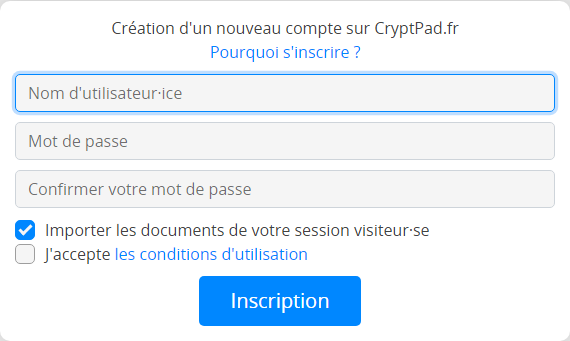 Création d'un nouveau compte sur CryptPad.fr
Pourquoi s'inscrire ?
Nom d'utilisateur·ice
Mot de passe
Confirmer votre mot de passe
Importer les documents de votre session visiteur·se
J'accepte les conditions d'utilisation
Inscription